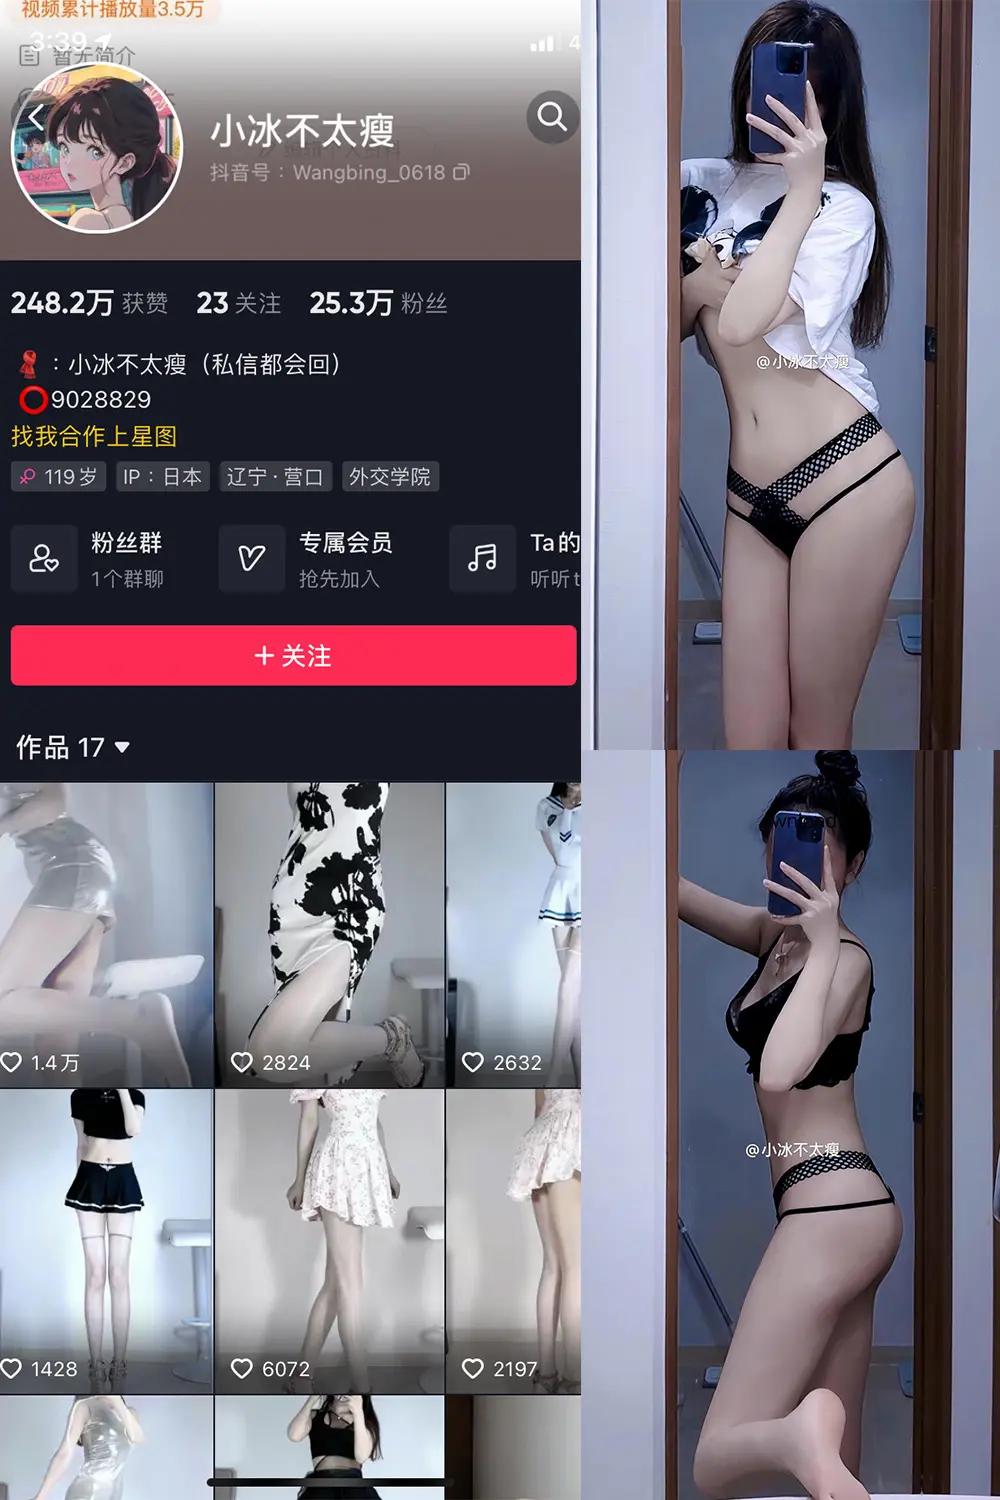 视频累计播放量3.5万
3:39
4
暂无简介
小冰不太瘦
抖音号：Wangbing_0618
248.2万 获赞 23 关注 25.3万 粉丝
：小冰不太瘦（私信都会回）
9028829
找我合作上星图
119岁 IP：日本 辽宁·营口 外交学院
粉丝群 专属会员 Ta的
1个群聊 抢先加入 听听t
+ 关注
作品 17
1.4万 2824 2632
1428 6072 2197
@小冰不太瘦
@小冰不太瘦